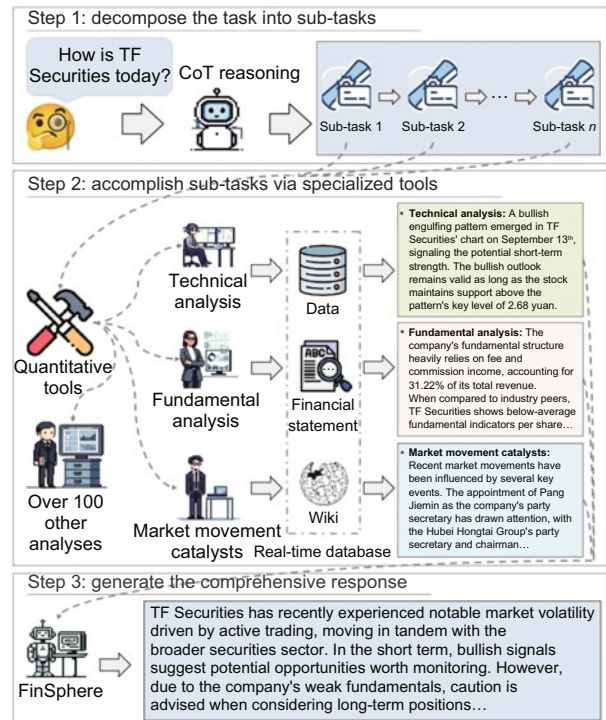 Step 1: decompose the task into sub-tasks
How is TF
Securities today?
CoT reasoning
Sub-task 1
Sub-task 2
...
Sub-task n
Step 2: accomplish sub-tasks via specialized tools
Quantitative
tools
Over 100
other
analyses
Technical
analysis
Data
• Technical analysis: A
bullish
engulfing pattern emerged in TF
Securities' chart on September 13th,
signaling the potential short-term
strength. The bullish outlook
remains valid as long as the stock
maintains support above the
pattern's key level of 2.68 yuan.
Fundamental
analysis
ABC
Financial
statement
• Fundamental analysis: The
company's fundamental structure
heavily relies on fee and
commission income, accounting for
31.22% of its total revenue.
When compared to industry peers,
TF Securities shows below-average
fundamental indicators per share…
Market movement
catalysts
Wiki
Real-time database
• Market movement catalysts:
Recent market movements have
been influenced by several key
events. The appointment of Pang
Jiemin as the company's party
secretary has drawn attention, with
the Hubei Hongtai Group's party
secretary and chairman…
Step 3: generate the comprehensive response
FinSphere
TF Securities has recently experienced notable market volatility
driven by active trading, moving in tandem with the
broader securities sector. In the short term, bullish signals
suggest potential opportunities worth monitoring. However,
due to the company's weak fundamentals, caution is
advised when considering long-term positions…